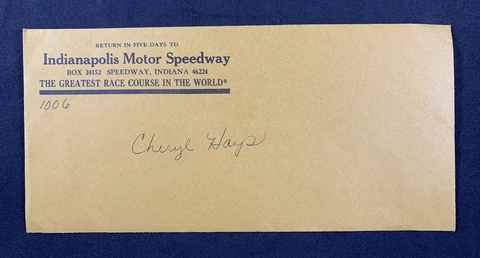 RETURN IN FIVE DAYS TO
Indianapolis Motor Speedway
BOX 24152 SPEEDWAY, INDIANA 46224
THE GREATEST RACE COURSE IN THE WORLD®
1006
Cheryl Hays